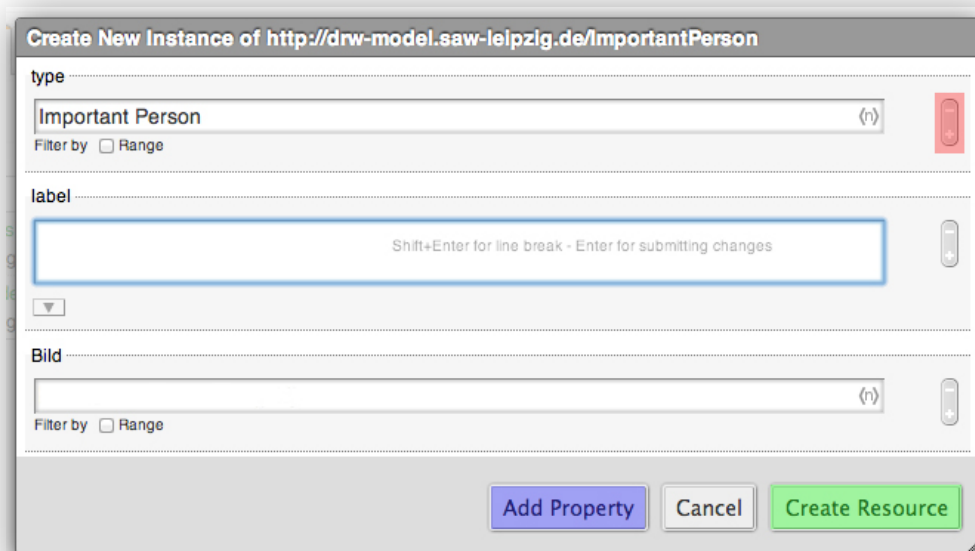 Create New Instance of http://drw-model.saw-leipzig.de/ImportantPerson
type
Important Person ⟨n⟩
Filter by Range
label
Shift+Enter for line break - Enter for submitting changes
Bild
⟨n⟩
Filter by Range
Add Property Cancel Create Resource